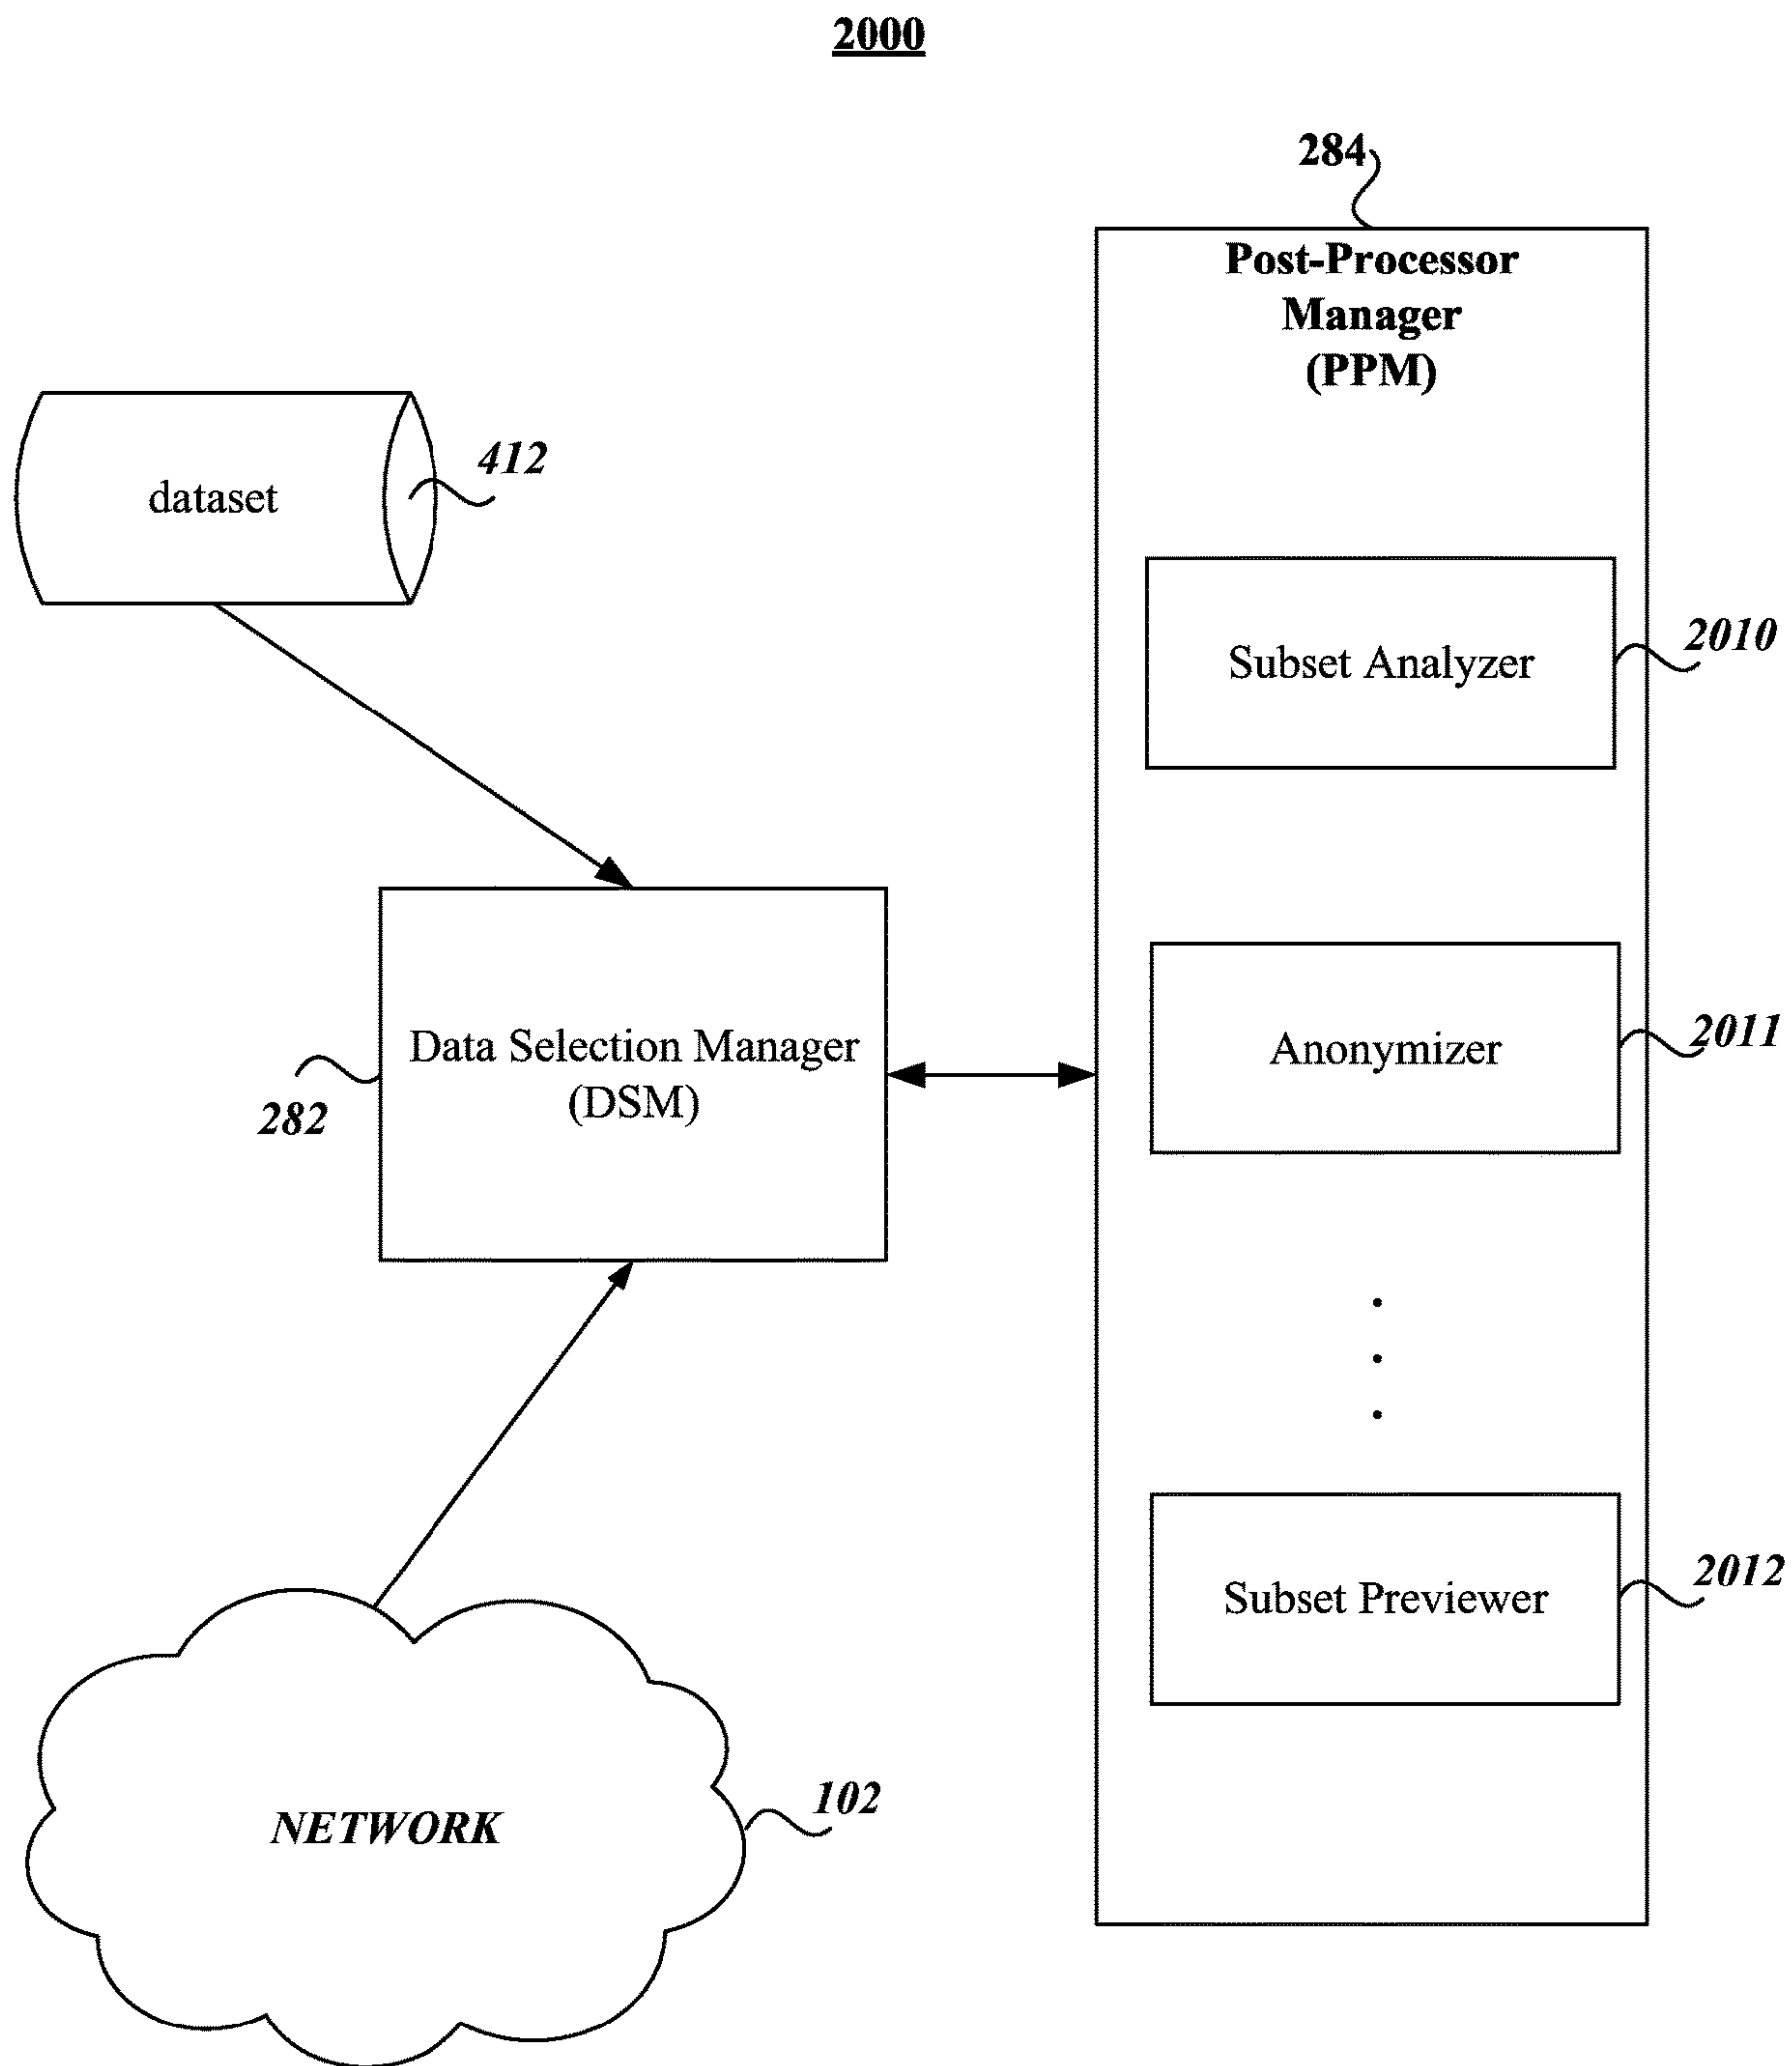 2000
284
Post-Processor
Manager
(PPM)
412
dataset
2010
Subset Analyzer
2011
Anonymizer
Data Selection Manager
(DSM)
282
2012
Subset Previewer
102
NETWORK